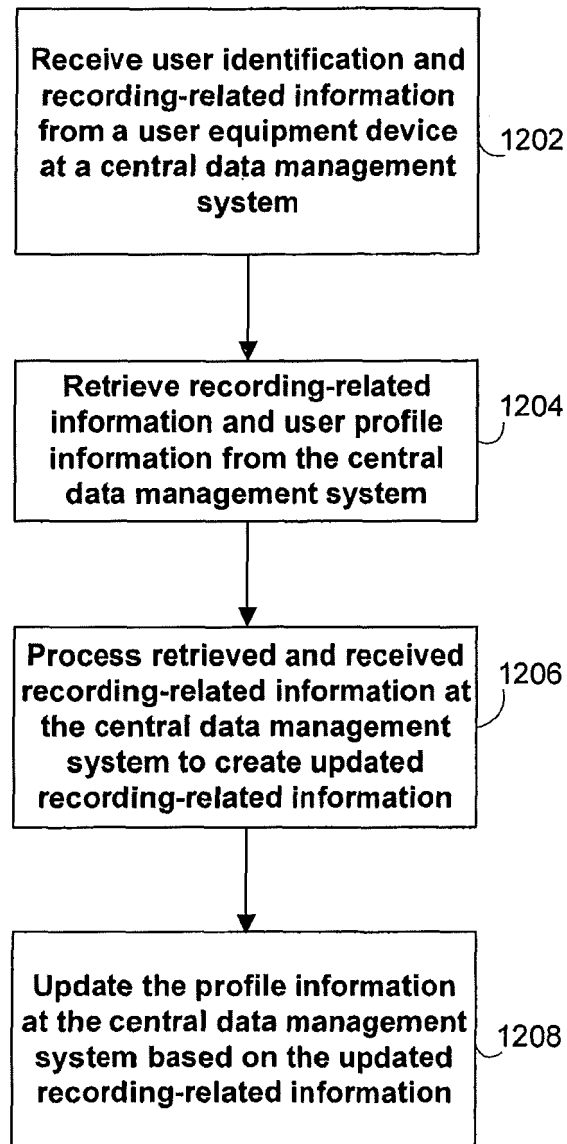 Receive user identification and
recording-related information
from a user equipment device
at a central data management
system
1202
Retrieve recording-related
information and user profile
information from the central
data management system
1204
Process retrieved and received
recording-related information at
the central data management
system to create updated
recording-related information
1206
Update the profile information
at the central data management
system based on the updated
recording-related information
1208